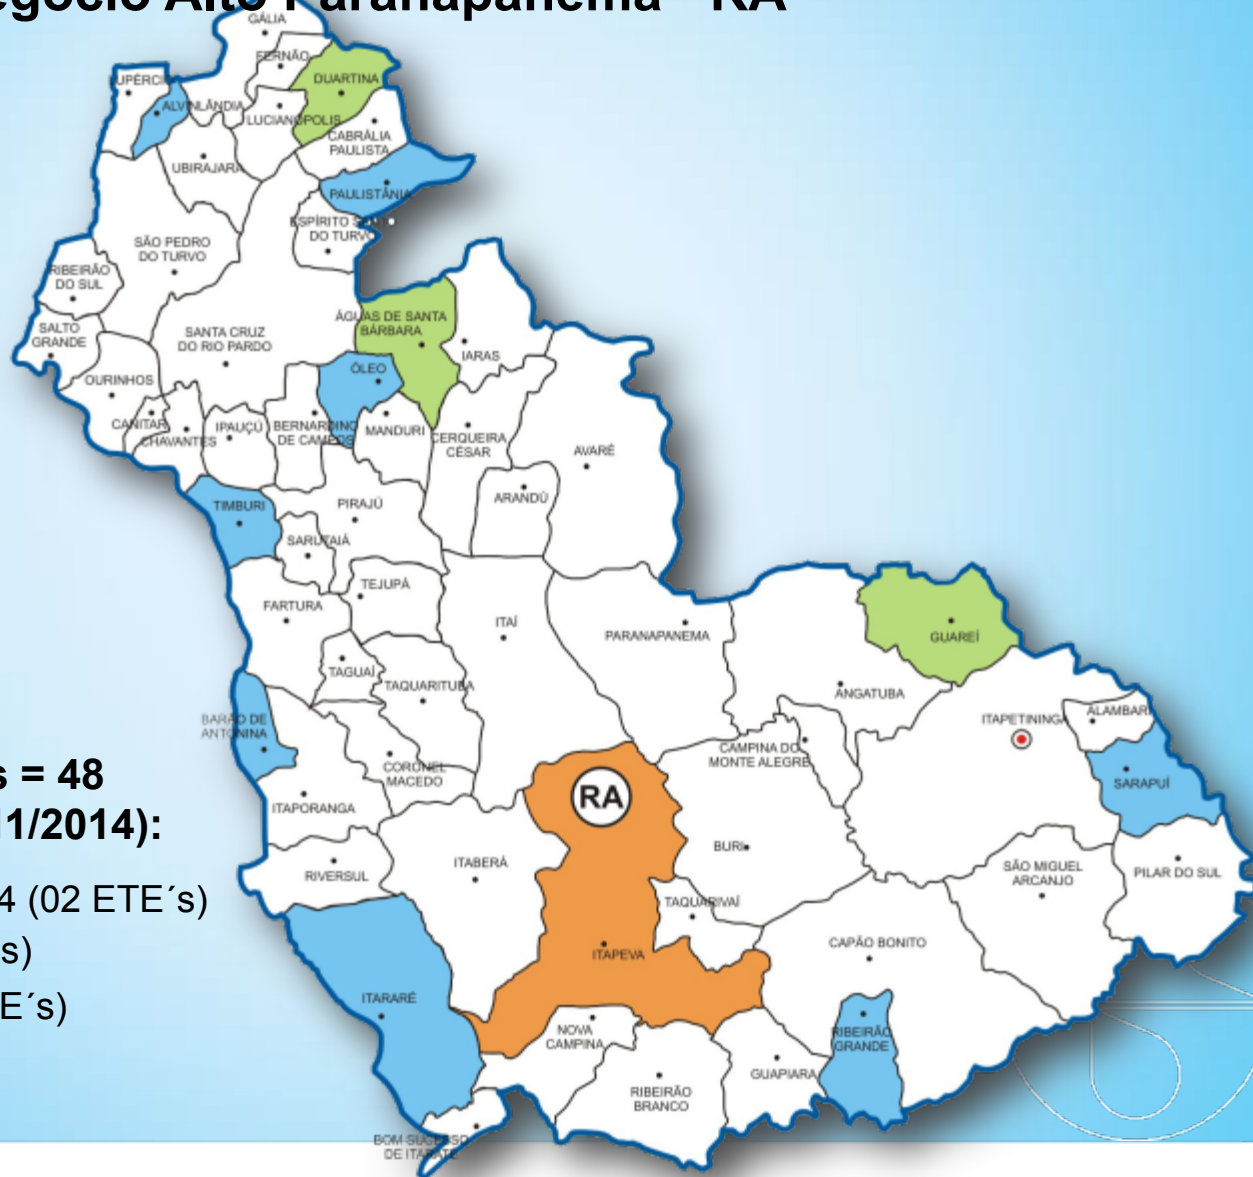 egócio Alto Paranapanema - RA
GÁLIA
FERNÃO
DUARTINA
LUPÉRCIO
ALVINLÂNDIA
LUCIANÓPOLIS
CABRÁLIA
PAULISTA
UBIRAJARA
PAULISTÂNIA
ESPÍRITO SANTO
DO TURVO
SÃO PEDRO
DO TURVO
RIBEIRÃO
DO SUL
SALTO
GRANDE
SANTA CRUZ
DO RIO PARDO
ÁGUAS DE SANTA
BÁRBARA
IARAS
ÓLEO
OURINHOS
CANITAR
CHAVANTES
IPAUÇÚ
BERNARDINO
DE CAMPOS
MANDURI
CERQUEIRA
CÉSAR
AVARÉ
ARANDÚ
TIMBURI
PIRAJÚ
SARUTAIÁ
TEJUPÁ
FARTURA
ITAÍ
PARANAPANEMA
GUAREÍ
TAGUAÍ
TAQUARITUBA
ANGATUBA
BARÃO DE
ANTONINA
ITAPETININGA
ALAMBARI
CORONEL
MACEDO
CAMPINA DO
MONTE ALEGRE
SARAPUÍ
s = 48
11/2014):
RA
ITAPORANGA
RIVERSUL
ITABERÁ
BURI
SÃO MIGUEL
ARCANJO
PILAR DO SUL
4 (02 ETE´s)
s)
E´s)
TAQUARIVAÍ
CAPÃO BONITO
ITAPEVA
ITARARÉ
NOVA
CAMPINA
RIBEIRÃO
GRANDE
GUAPIARA
RIBEIRÃO
BRANCO
BOM SUCESSO
DE ITARARÉ